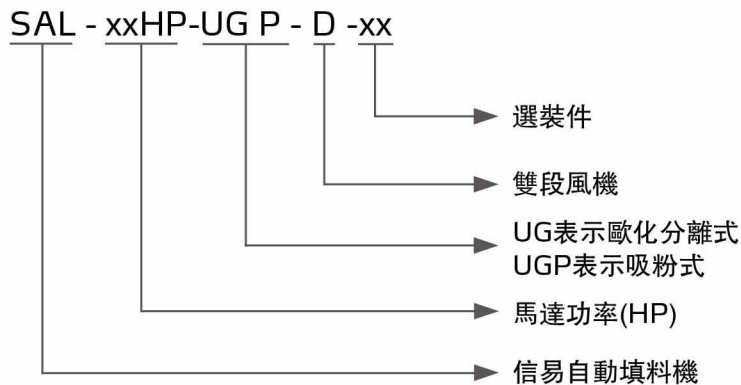 SAL - xxHP-UG P - D -xx
選裝件
雙段風機
UG表示歐化分離式
UGP表示吸粉式
馬達功率(HP)
信易自動填料機